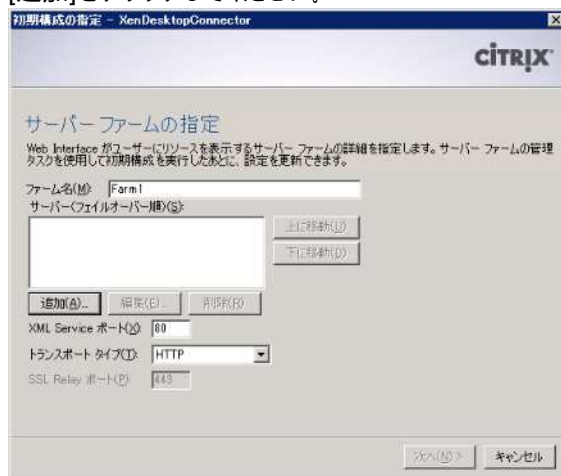 [追加]をクリックしてください。
初期構成の指定 - XenDesktopConnector
CITRIX
サーバー ファームの指定
Web Interface がユーザーにリソースを表示するサーバー ファームの詳細を指定します。サーバー ファームの管理
タスクを使用して初期構成を実行したあとに、設定を更新できます。
ファーム名(M): Farm1
サーバー(フェイルオーバー順)(S):
上に移動(U)
下に移動(D)
追加(A)... 編集(E)... 削除(R)
XML Service ポート(X): 80
トランスポート タイプ(T): HTTP
SSL Relay ポート(P): 443
次へ(N) > キャンセル